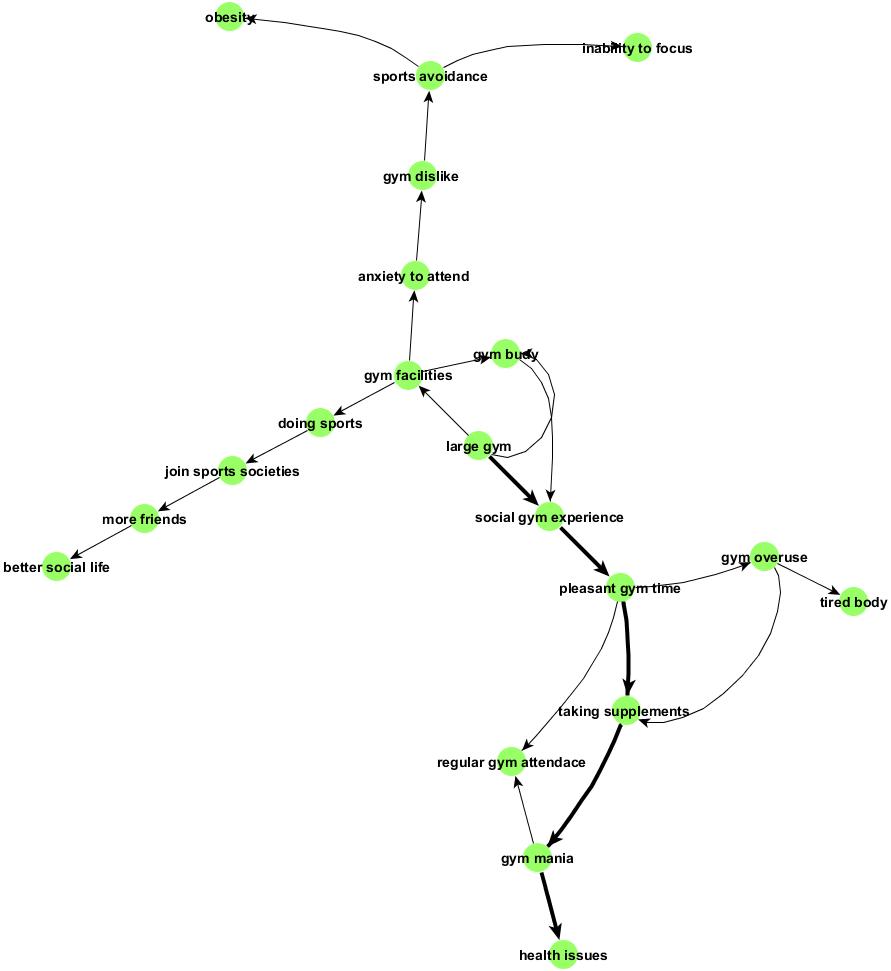 obesity
inability to focus
sports avoidance
gym dislike
anxiety to attend
gym budy
gym facilities
doing sports
large gym
join sports societies
social gym experience
more friends
gym overuse
better social life
pleasant gym time
tired body
taking supplements
regular gym attendace
gym mania
health issues